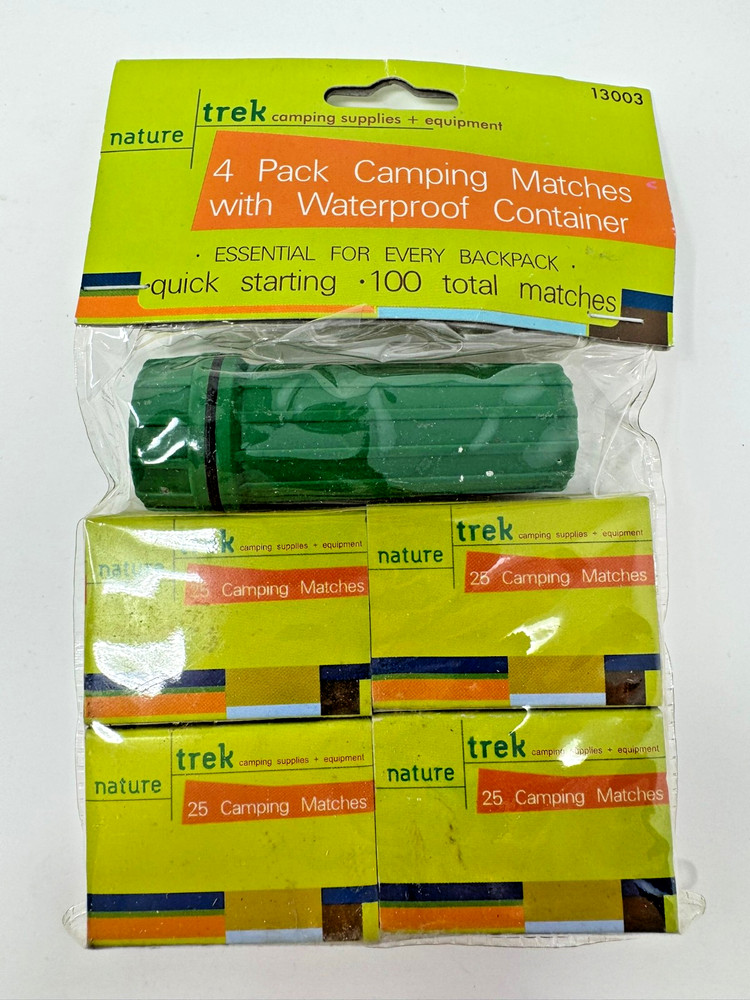 13003
nature trek camping supplies + equipment
4 Pack Camping Matches
with Waterproof Container
· ESSENTIAL FOR EVERY BACKPACK ·
·quick starting ·100 total matches
nature trek camping supplies + equipment
25 Camping Matches
nature trek camping supplies + equipment
25 Camping Matches
nature trek camping supplies + equipment
25 Camping Matches
nature trek camping supplies + equipment
25 Camping Matches